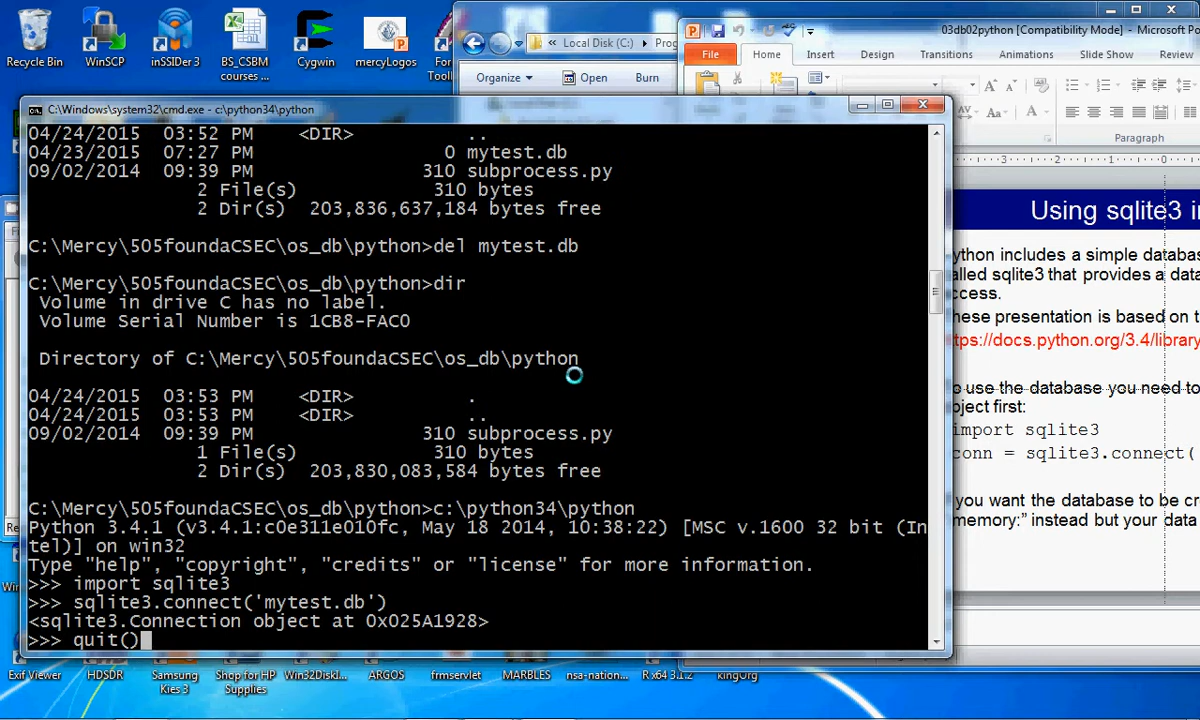 Recycle Bin
WinSCP
inSSIDer 3
BS_CSBM
courses ...
Cygwin
mercyLogos
For
Tool
Local Disk (C:)
Prog
Organize
Open
Burn
03db02python [Compatibility Mode] - Microsoft P
File
Home
Insert
Design
Transitions
Animations
Slide Show
Review
Paragraph
C:\Windows\system32\cmd.exe - c:\python34\python
04/24/2015  03:52 PM    <DIR>          ..
04/23/2015  07:27 PM                 0 mytest.db
09/02/2014  09:39 PM               310 subprocess.py
2 File(s)            310 bytes
2 Dir(s)  203,836,637,184 bytes free
C:\Mercy\505foundaCSEC\os_db\python>del mytest.db
C:\Mercy\505foundaCSEC\os_db\python>dir
Volume in drive C has no label.
Volume Serial Number is 1CB8-FAC0
Directory of C:\Mercy\505foundaCSEC\os_db\python
04/24/2015  03:53 PM    <DIR>          .
04/24/2015  03:53 PM    <DIR>          ..
09/02/2014  09:39 PM               310 subprocess.py
1 File(s)            310 bytes
2 Dir(s)  203,830,083,584 bytes free
C:\Mercy\505foundaCSEC\os_db\python>c:\python34\python
Python 3.4.1 (v3.4.1:c0e311e010fc, May 18 2014, 10:38:22) [MSC v.1600 32 bit (In
tel)] on win32
Type "help", "copyright", "credits" or "license" for more information.
>>> import sqlite3
>>> sqlite3.connect('mytest.db')
<sqlite3.Connection object at 0x025A1928>
>>> quit()
Using sqlite3 i
ython includes a simple databas
alled sqlite3 that provides a dat
ccess.
hese presentation is based on t
ttps://docs.python.org/3.4/library
o use the database you need to
bject first:
import sqlite3
conn = sqlite3.connect(
you want the database to be cr
memory:" instead but your data
Exif Viewer
HDSDR
Samsung
Kies 3
Shop for HP
Supplies
Win32DiskI...
ARGOS
frmservlet
MARBLES
nsa-nation...
R x64 3.1.2
kingOrg